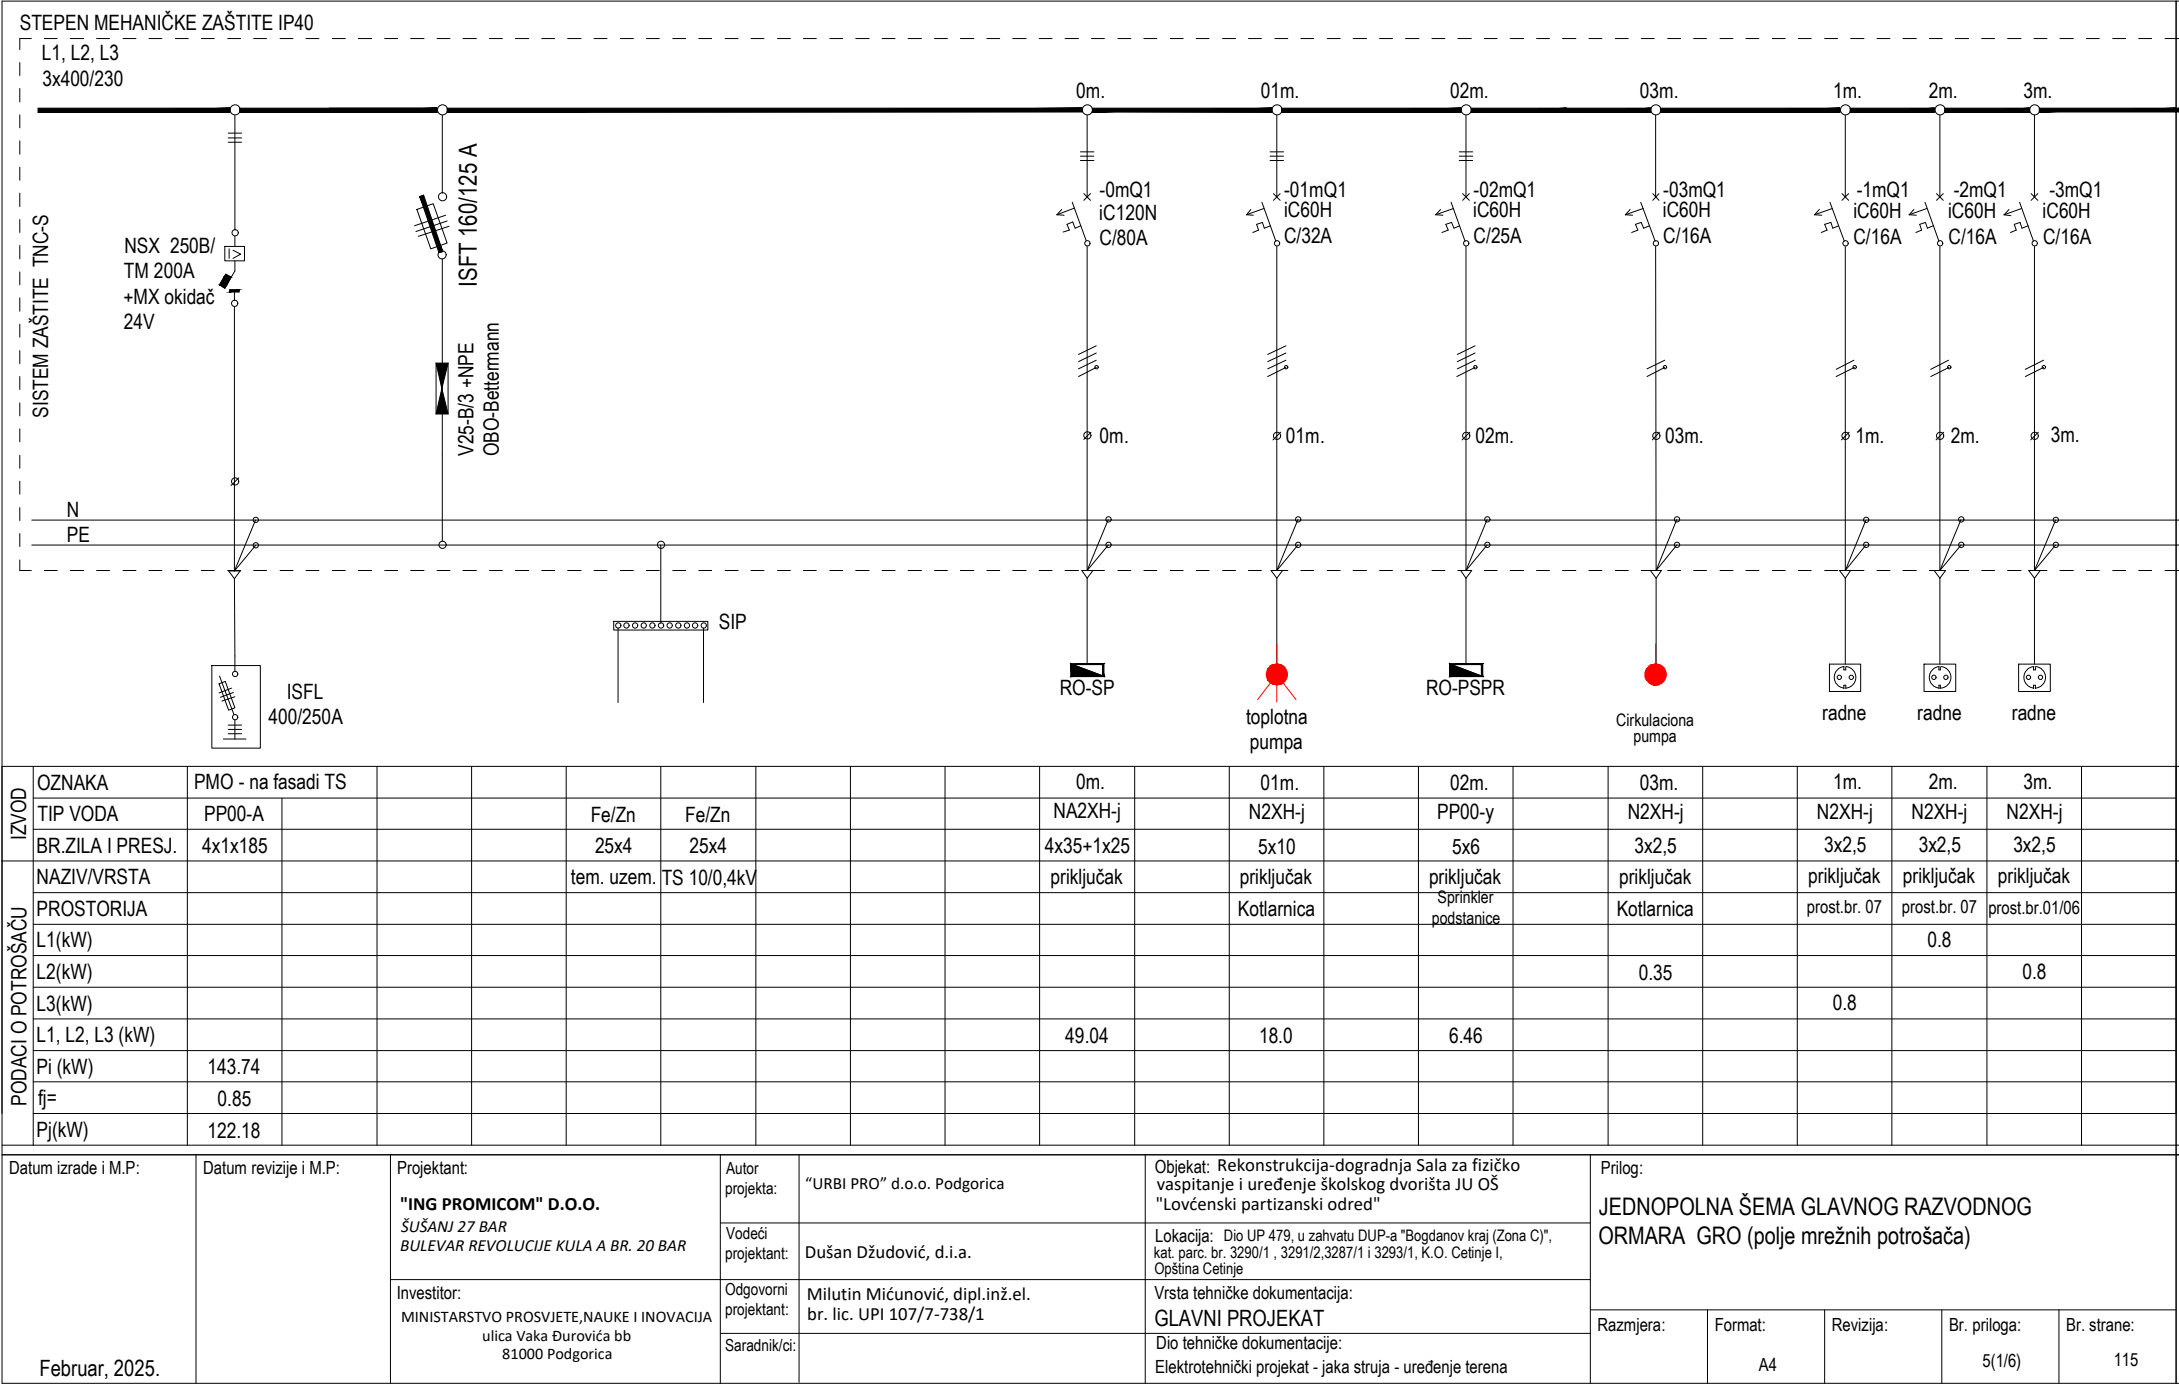 STEPEN MEHANIČKE ZAŠTITE IP40
L1, L2, L3
3x400/230
SISTEM ZAŠTITE TNC-S
NSX 250B/
TM 200A
+MX okidač
24V
ISFT 160/125 A
V25-B/3 +NPE
OBO-Bettermann
0m. 01m. 02m. 03m. 1m. 2m. 3m.
-0mQ1
iC120N
C/80A
-01mQ1
iC60H
C/32A
-02mQ1
iC60H
C/25A
-03mQ1
iC60H
C/16A
-1mQ1
iC60H
C/16A
-2mQ1
iC60H
C/16A
-3mQ1
iC60H
C/16A
0m. 01m. 02m. 03m. 1m. 2m. 3m.
N
PE
ISFL
400/250A
SIP
RO-SP
toplotna
pumpa
RO-PSPR
Cirkulaciona
pumpa
radne
radne
radne
IZVOD
OZNAKA PMO - na fasadi TS 0m. 01m. 02m. 03m. 1m. 2m. 3m.
TIP VODA PP00-A Fe/Zn Fe/Zn NA2XH-j N2XH-j PP00-y N2XH-j N2XH-j N2XH-j N2XH-j
BR.ZILA I PRESJ. 4x1x185 25x4 25x4 4x35+1x25 5x10 5x6 3x2,5 3x2,5 3x2,5 3x2,5
PODACI O POTROŠAČU
NAZIV/VRSTA tem. uzem. TS 10/0,4kV priključak priključak priključak priključak priključak priključak priključak
PROSTORIJA Kotlarnica Sprinkler podstanice Kotlarnica prost.br. 07 prost.br. 07 prost.br.01/06
L1(kW) 0.8
L2(kW) 0.35 0.8
L3(kW) 0.8
L1, L2, L3 (kW) 49.04 18.0 6.46
Pi (kW) 143.74
fj= 0.85
Pj(kW) 122.18
Datum izrade i M.P:
Februar, 2025.
Datum revizije i M.P:
Projektant:
"ING PROMICOM" D.O.O.
ŠUŠANJ 27 BAR
BULEVAR REVOLUCIJE KULA A BR. 20 BAR
Investitor:
MINISTARSTVO PROSVJETE,NAUKE I INOVACIJA
ulica Vaka Đurovića bb
81000 Podgorica
Autor
projekta:
“URBI PRO” d.o.o. Podgorica
Vodeći
projektant:
Dušan Džudović, d.i.a.
Odgovorni
projektant:
Milutin Mićunović, dipl.inž.el.
br. lic. UPI 107/7-738/1
Saradnik/ci:
Objekat: Rekonstrukcija-dogradnja Sala za fizičko
vaspitanje i uređenje školskog dvorišta JU OŠ
"Lovćenski partizanski odred"
Lokacija: Dio UP 479, u zahvatu DUP-a "Bogdanov kraj (Zona C)",
kat. parc. br. 3290/1 , 3291/2,3287/1 i 3293/1, K.O. Cetinje I,
Opština Cetinje
Vrsta tehničke dokumentacije:
GLAVNI PROJEKAT
Dio tehničke dokumentacije:
Elektrotehnički projekat - jaka struja - uređenje terena
Prilog:
JEDNOPOLNA ŠEMA GLAVNOG RAZVODNOG
ORMARA GRO (polje mrežnih potrošača)
Razmjera:
Format:
A4
Revizija:
Br. priloga:
5(1/6)
Br. strane:
115